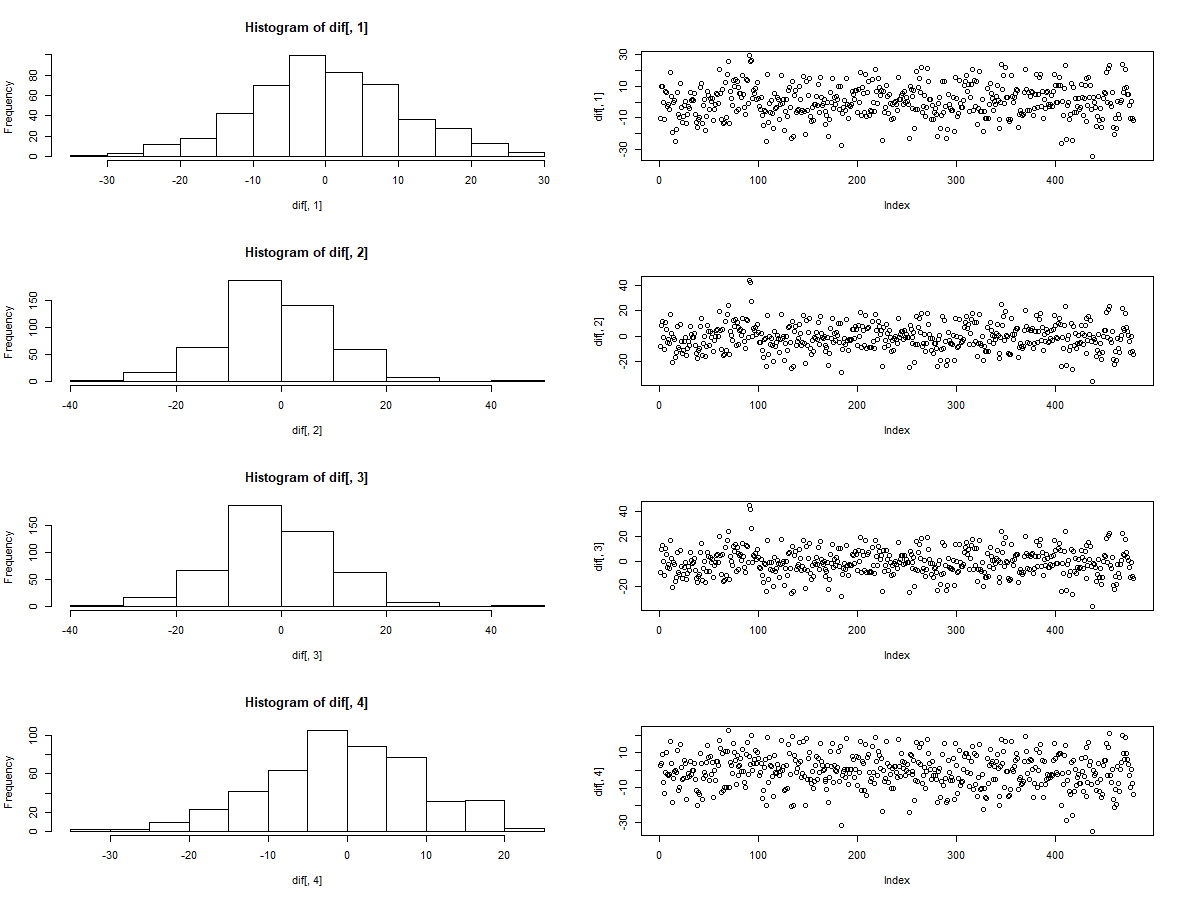 Histogram of dif[, 1]
Frequency
0 20 40 60 80
-30 -20 -10 0 10 20 30
dif[, 1]
dif[, 1]
-30 -10 10 30
0 100 200 300 400
Index
Histogram of dif[, 2]
Frequency
0 50 100 150
-40 -20 0 20 40
dif[, 2]
dif[, 2]
-20 0 20 40
0 100 200 300 400
Index
Histogram of dif[, 3]
Frequency
0 50 100 150
-40 -20 0 20 40
dif[, 3]
dif[, 3]
-20 0 20 40
0 100 200 300 400
Index
Histogram of dif[, 4]
Frequency
0 20 60 100
-30 -20 -10 0 10 20
dif[, 4]
dif[, 4]
-30 -10 10
0 100 200 300 400
Index